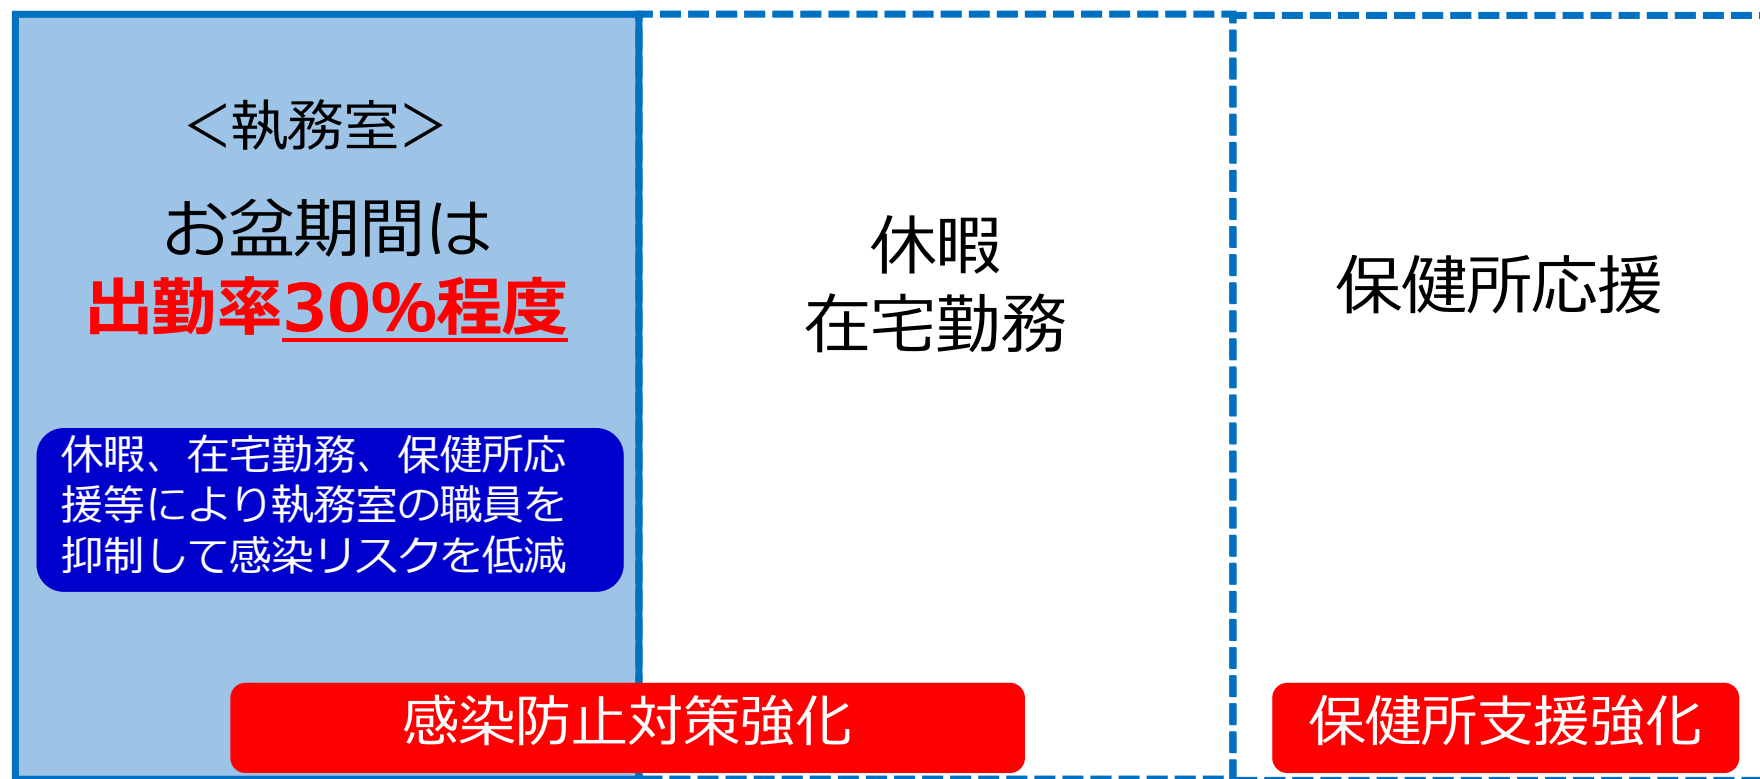 ＜執務室＞
お盆期間は
出勤率30%程度
休暇、在宅勤務、保健所応
援等により執務室の職員を
抑制して感染リスクを低減
休暇
在宅勤務
保健所応援
感染防止対策強化
保健所支援強化